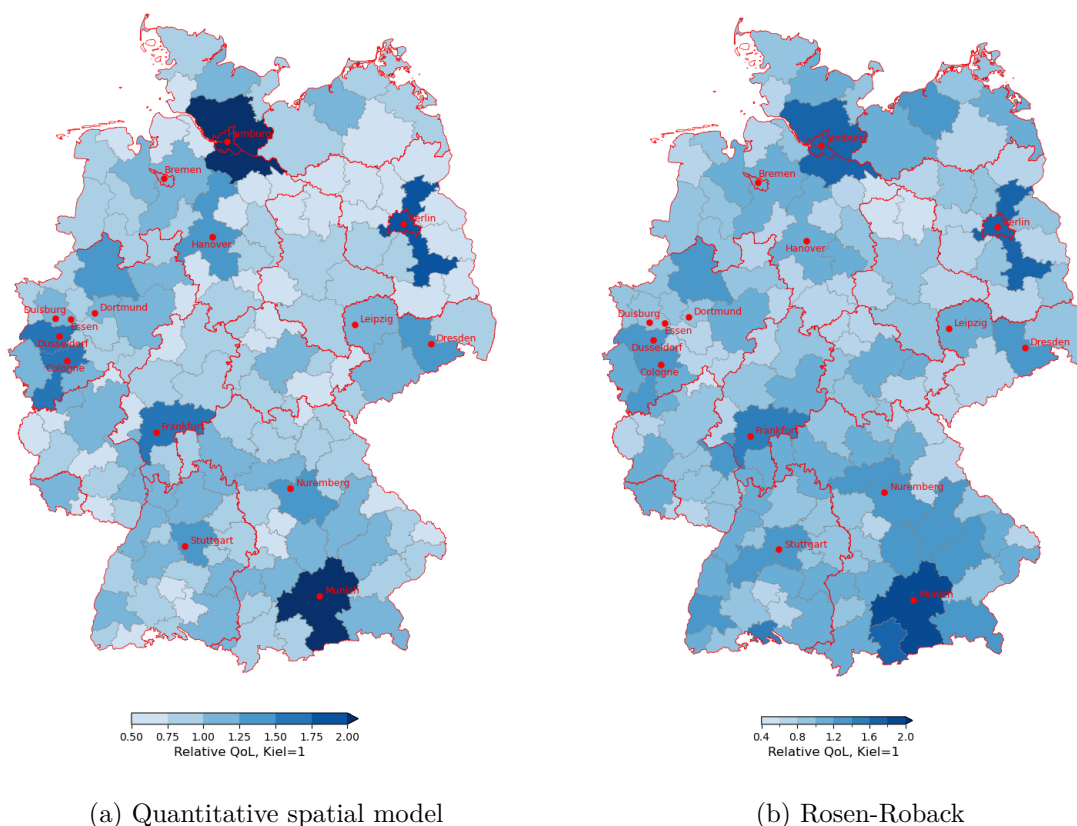 Hamburg
Bremen
Berlin
Hanover
Duisburg
Dortmund
Essen
Dusseldorf
Cologne
Leipzig
Dresden
Frankfurt
Nuremberg
Stuttgart
Munich
0.50 0.75 1.00 1.25 1.50 1.75 2.00
Relative QoL, Kiel=1
(a) Quantitative spatial model
Hamburg
Bremen
Berlin
Hanover
Duisburg
Dortmund
Essen
Dusseldorf
Cologne
Leipzig
Dresden
Frankfurt
Nuremberg
Stuttgart
Munich
0.4 0.8 1.2 1.6 2.0
Relative QoL, Kiel=1
(b) Rosen-Roback